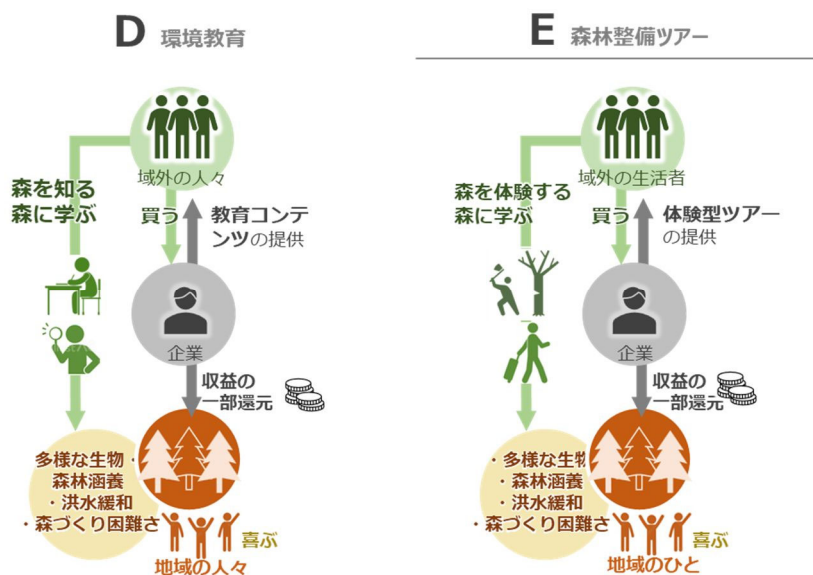 D 環境教育
域外の人々
森を知る
森に学ぶ
買う
教育コンテ
ンツの提供
企業
収益の
一部還元
多様な生物・
森林涵養
・洪水緩和
・森づくり困難さ
喜ぶ
地域の人々
E 森林整備ツアー
域外の生活者
森を体験する
森に学ぶ
買う
体験型ツアー
の提供
企業
収益の
一部還元
・多様な生物
・森林涵養
・洪水緩和
・森づくり困難さ
喜ぶ
地域のひと